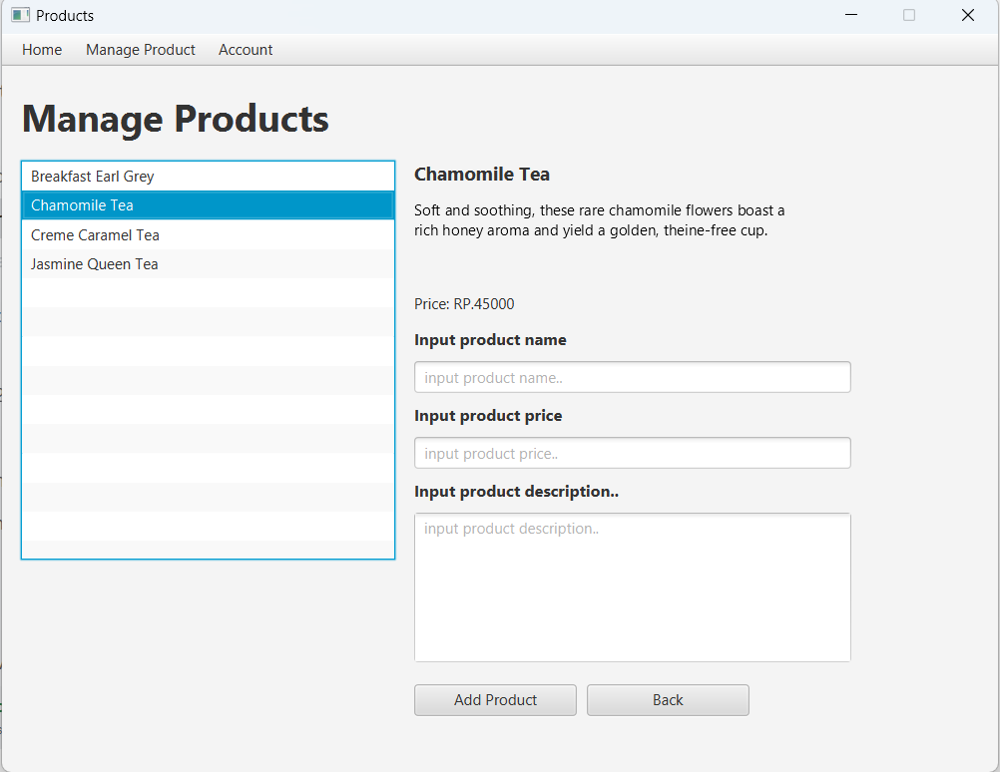 Products
Home Manage Product Account
Manage Products
Breakfast Earl Grey
Chamomile Tea
Creme Caramel Tea
Jasmine Queen Tea
Chamomile Tea
Soft and soothing, these rare chamomile flowers boast a
rich honey aroma and yield a golden, theine-free cup.
Price: RP.45000
Input product name
input product name..
Input product price
input product price..
Input product description..
input product description..
Add Product Back